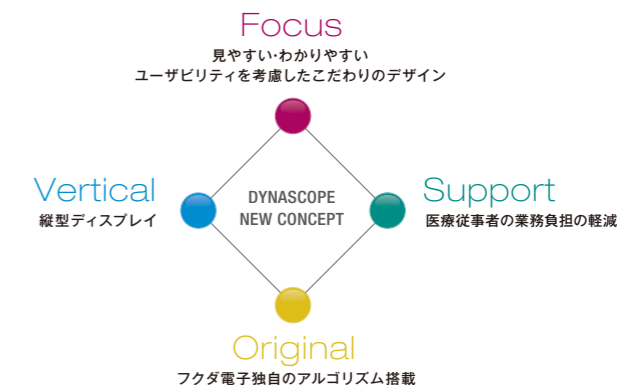 Focus
見やすい・わかりやすい
ユーザビリティを考慮したこだわりのデザイン
Vertical
縦型ディスプレイ
DYNASCOPE
NEW CONCEPT
Support
医療従事者の業務負担の軽減
Original
フクダ電子独自のアルゴリズム搭載